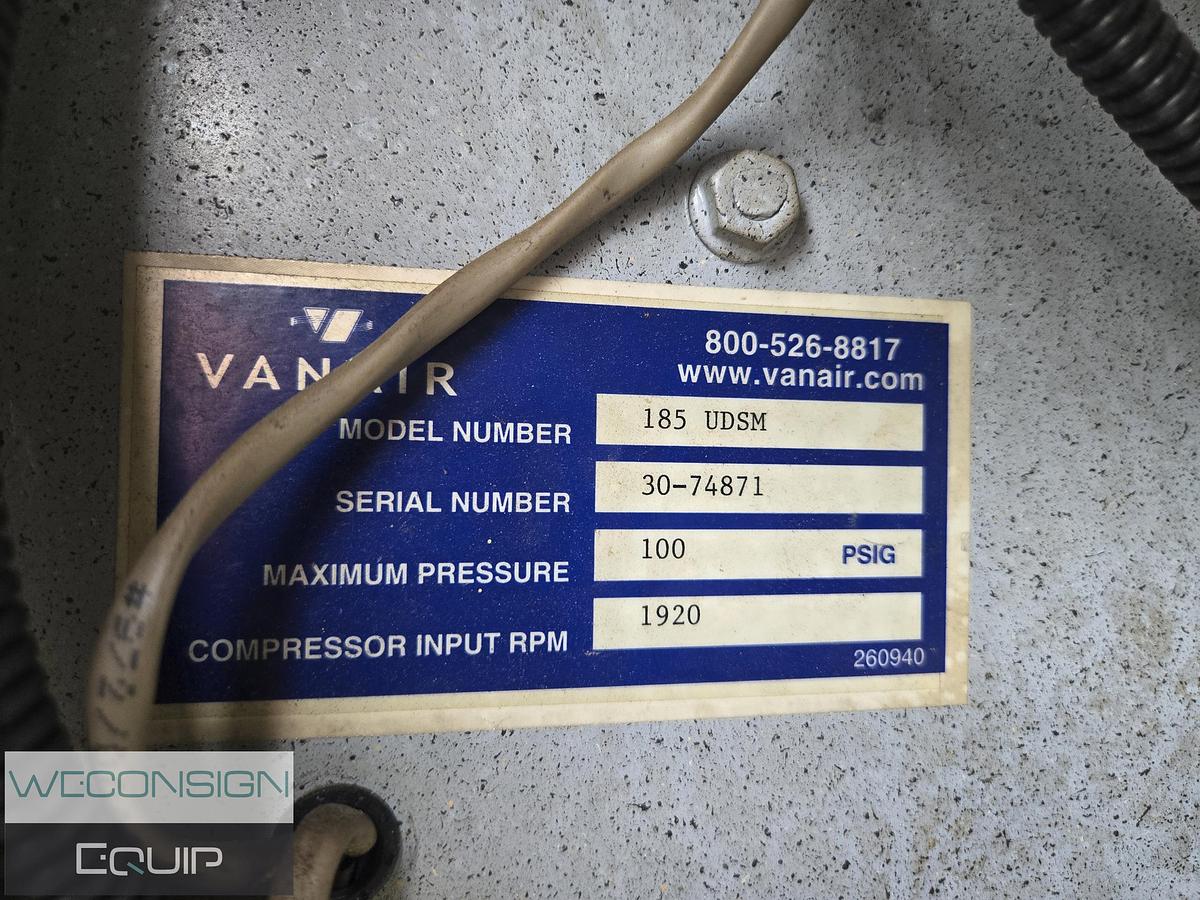 VANAIR
800-526-8817
www.vanair.com
MODEL NUMBER 185 UDSM
SERIAL NUMBER 30-74871
MAXIMUM PRESSURE 100 PSIG
COMPRESSOR INPUT RPM 1920
260940
WECONSIGN
EQUIP